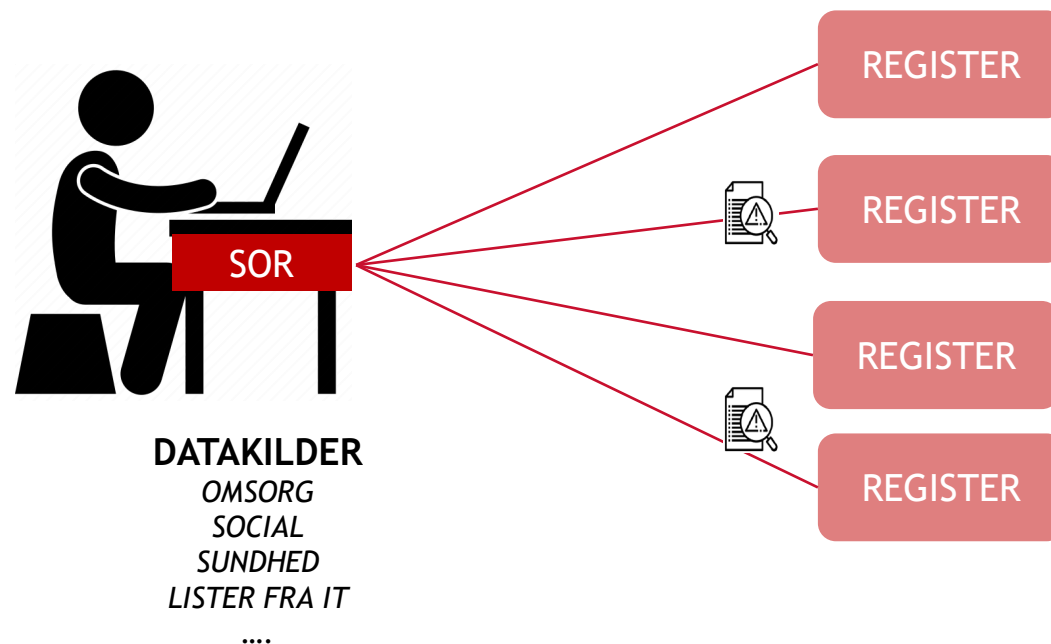 REGISTER
REGISTER
SOR
REGISTER
REGISTER
DATAKILDER
OMSORG
SOCIAL
SUNDHED
LISTER FRA IT
....